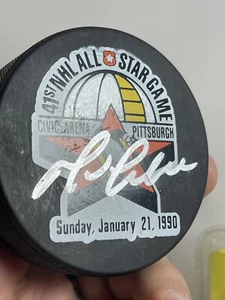 41ST NHL ALL STAR GAME
CIVIC ARENA PITTSBURGH
Sunday, January 21, 1990